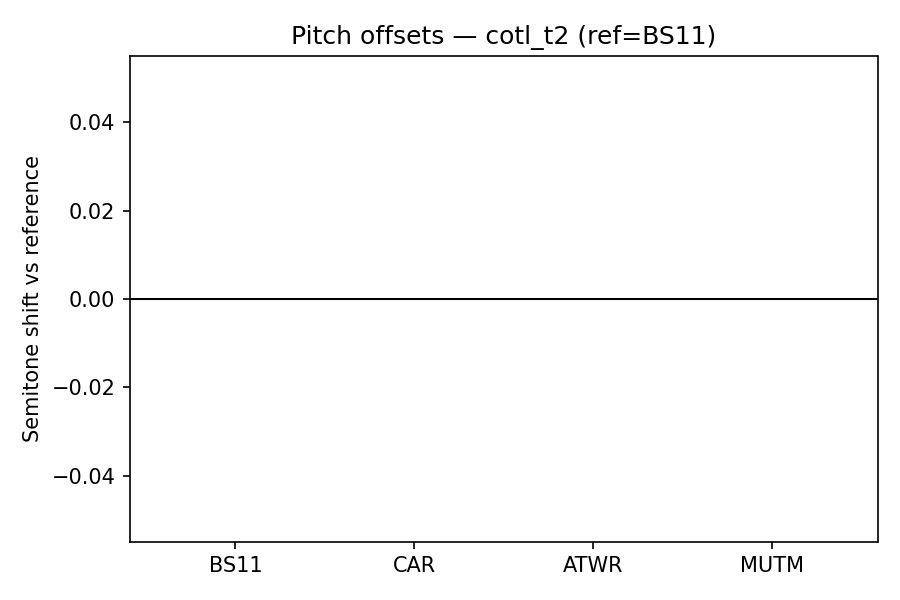 Pitch offsets — cotl_t2 (ref=BS11)
Semitone shift vs reference
0.04
0.02
0.00
−0.02
−0.04
BS11 CAR ATWR MUTM